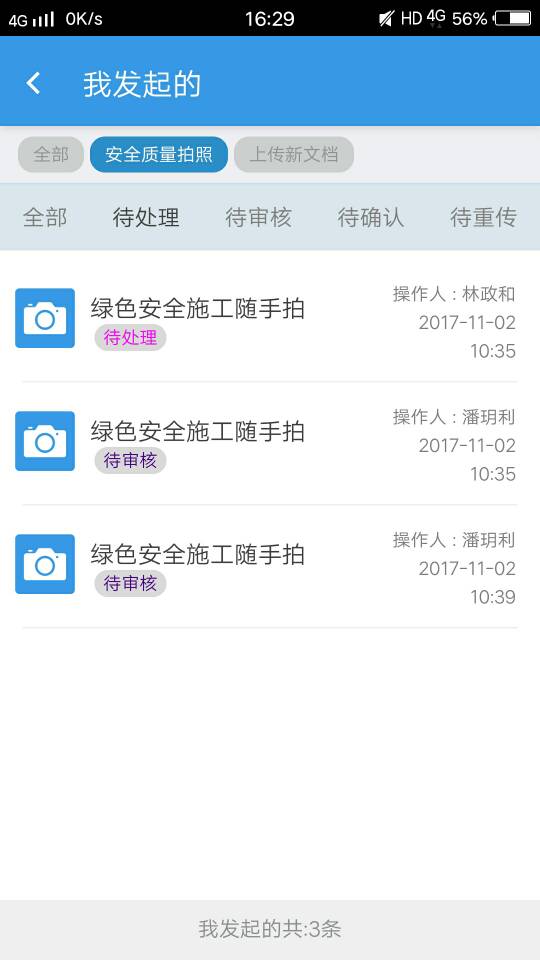 4G 0K/s 16:29 HD 4G 56%
我发起的
全部 安全质量拍照 上传新文档
全部 待处理 待审核 待确认 待重传
绿色安全施工随手拍
待处理
操作人 : 林政和
2017-11-02
10:35
绿色安全施工随手拍
待审核
操作人 : 潘玥利
2017-11-02
10:35
绿色安全施工随手拍
待审核
操作人 : 潘玥利
2017-11-02
10:39
我发起的共:3条